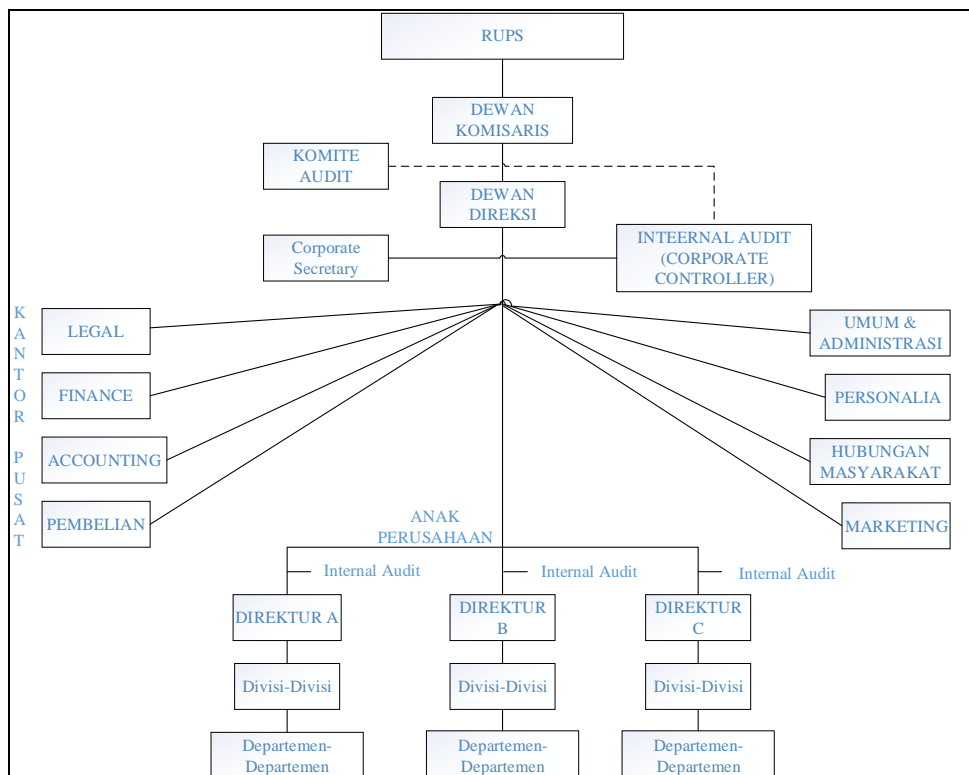 RUPS
DEWAN
KOMISARIS
KOMITE
AUDIT
DEWAN
DIREKSI
Corporate
Secretary
INTEERNAL AUDIT
(CORPORATE
CONTROLLER)
KANTOR PUSAT
LEGAL
FINANCE
ACCOUNTING
PEMBELIAN
UMUM &
ADMINISTRASI
PERSONALIA
HUBUNGAN
MASYARAKAT
MARKETING
ANAK
PERUSAHAAN
Internal Audit
Internal Audit
Internal Audit
DIREKTUR A
DIREKTUR
B
DIREKTUR
C
Divisi-Divisi
Divisi-Divisi
Divisi-Divisi
Departemen-
Departemen
Departemen-
Departemen
Departemen-
Departemen